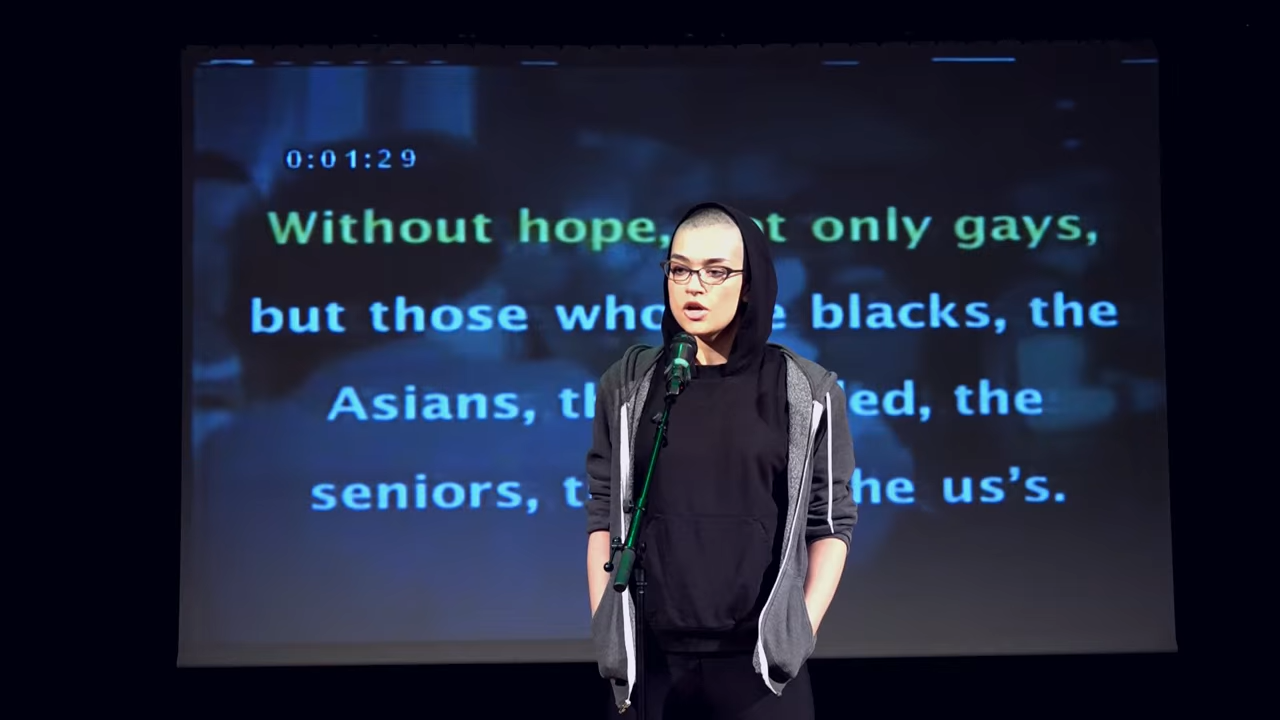 0:01:29
Without hope, only gays,
but those blacks, the
Asians, the
seniors, us's.